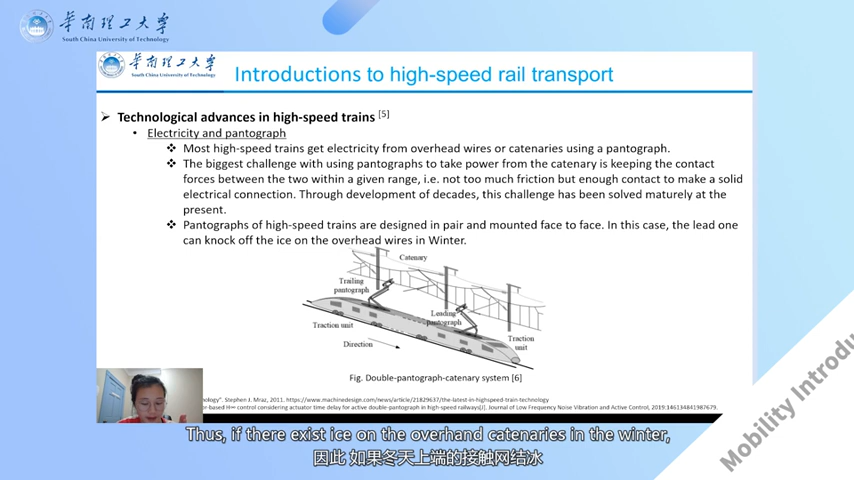 华南理工大学
South China University of Technology
华南理工大学
South China University of Technology
Introductions to high-speed rail transport
➢ Technological advances in high-speed trains [5]
• Electricity and pantograph
❖ Most high-speed trains get electricity from overhead wires or catenaries using a pantograph.
❖ The biggest challenge with using pantographs to take power from the catenary is keeping the contact
forces between the two within a given range, i.e. not too much friction but enough contact to make a solid
electrical connection. Through development of decades, this challenge has been solved maturely at the
present.
❖ Pantographs of high-speed trains are designed in pair and mounted face to face. In this case, the lead one
can knock off the ice on the overhead wires in Winter.
Catenary
Trailing
pantograph
Leading
pantograph
Traction unit
Traction
unit
Direction
Fig. Double-pantograph-catenary system [6]
nology". Stephen J. Mraz, 2011. https://www.machinedesign.com/news/article/21829637/the-latest-in-highspeed-train-technology
or-based H∞ control considering actuator time delay for active double-pantograph in high-speed railways[J]. Journal of Low Frequency Noise Vibration and Active Control, 2019:146134841987679.
Mobility Introdu
Thus, if there exist ice on the overhand catenaries in the winter,
因此 如果冬天上端的接触网结冰